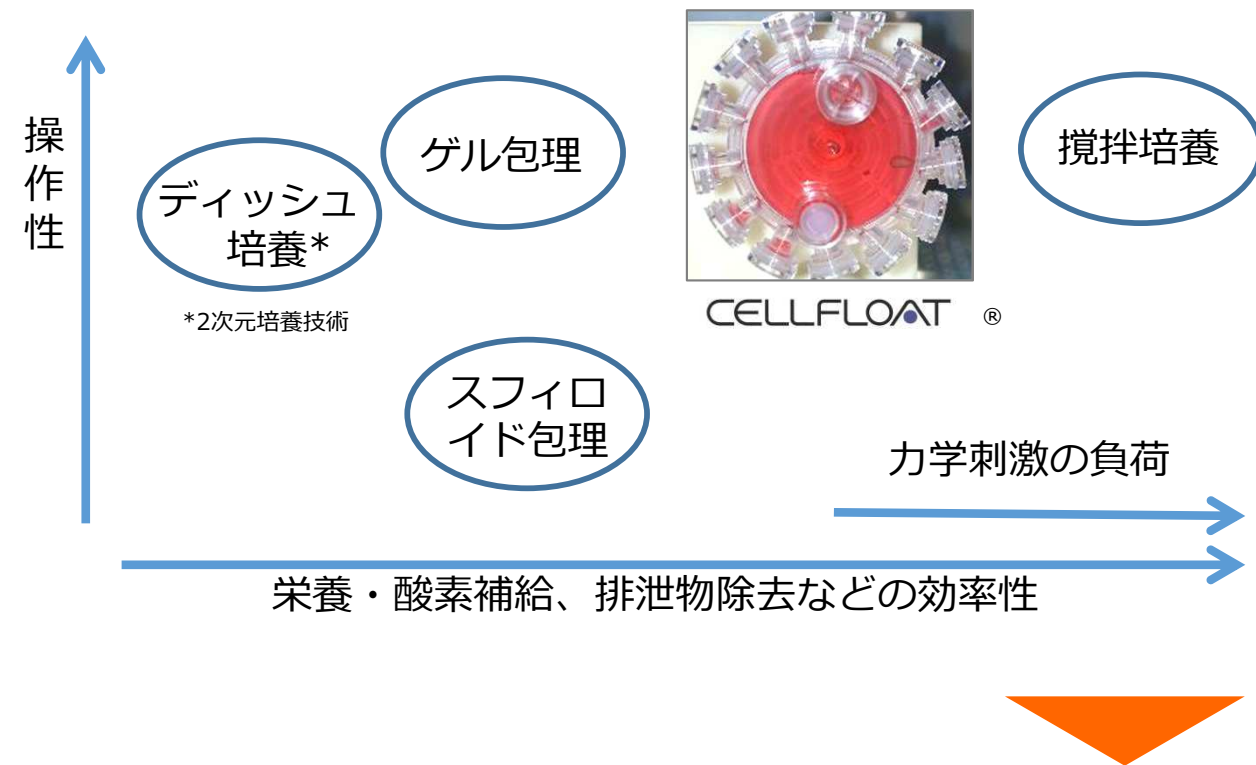 操
作
性
ディッシュ
培養*
*2次元培養技術
ゲル包理
スフィロ
イド包理
CELLFLOAT ®
撹拌培養
力学刺激の負荷
栄養・酸素補給、排泄物除去などの効率性